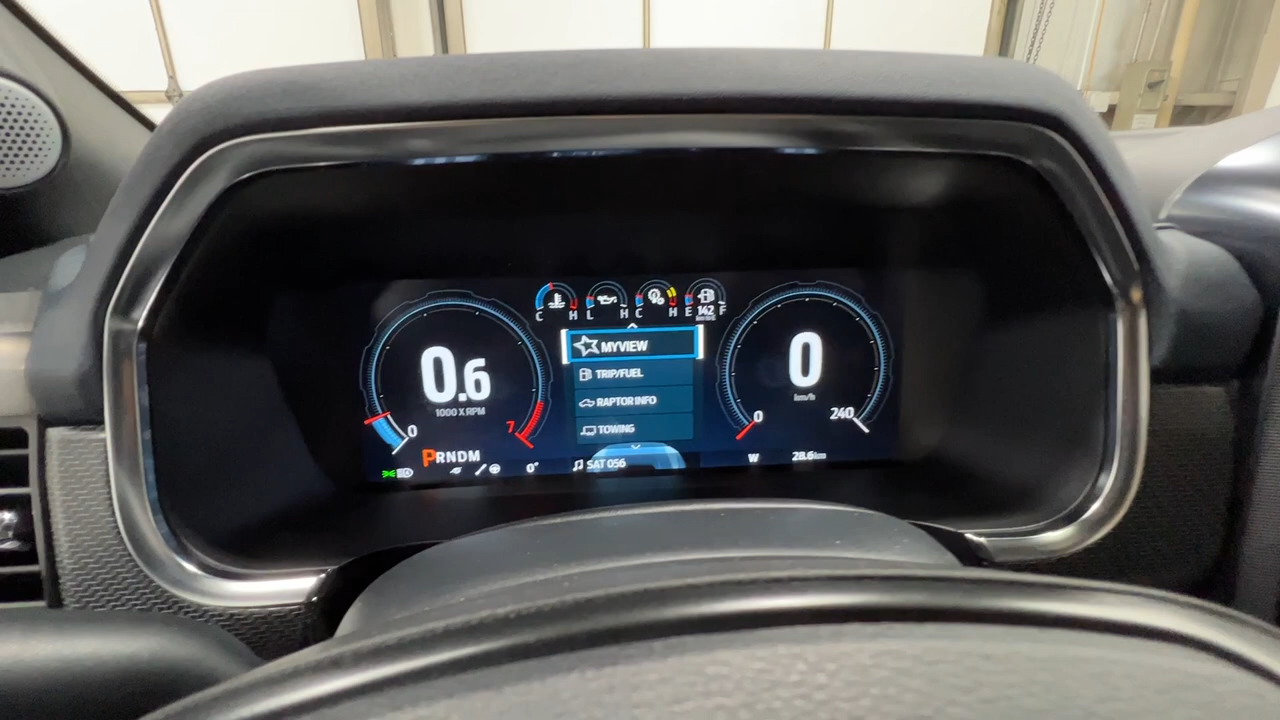 C H L H C H E 142 F
km
MYVIEW
TRIP/FUEL
RAPTOR INFO
TOWING
0.6
1000 X RPM
0 7
0
km/h
0 240
PRNDM
0° SAT 056 W 28.6km